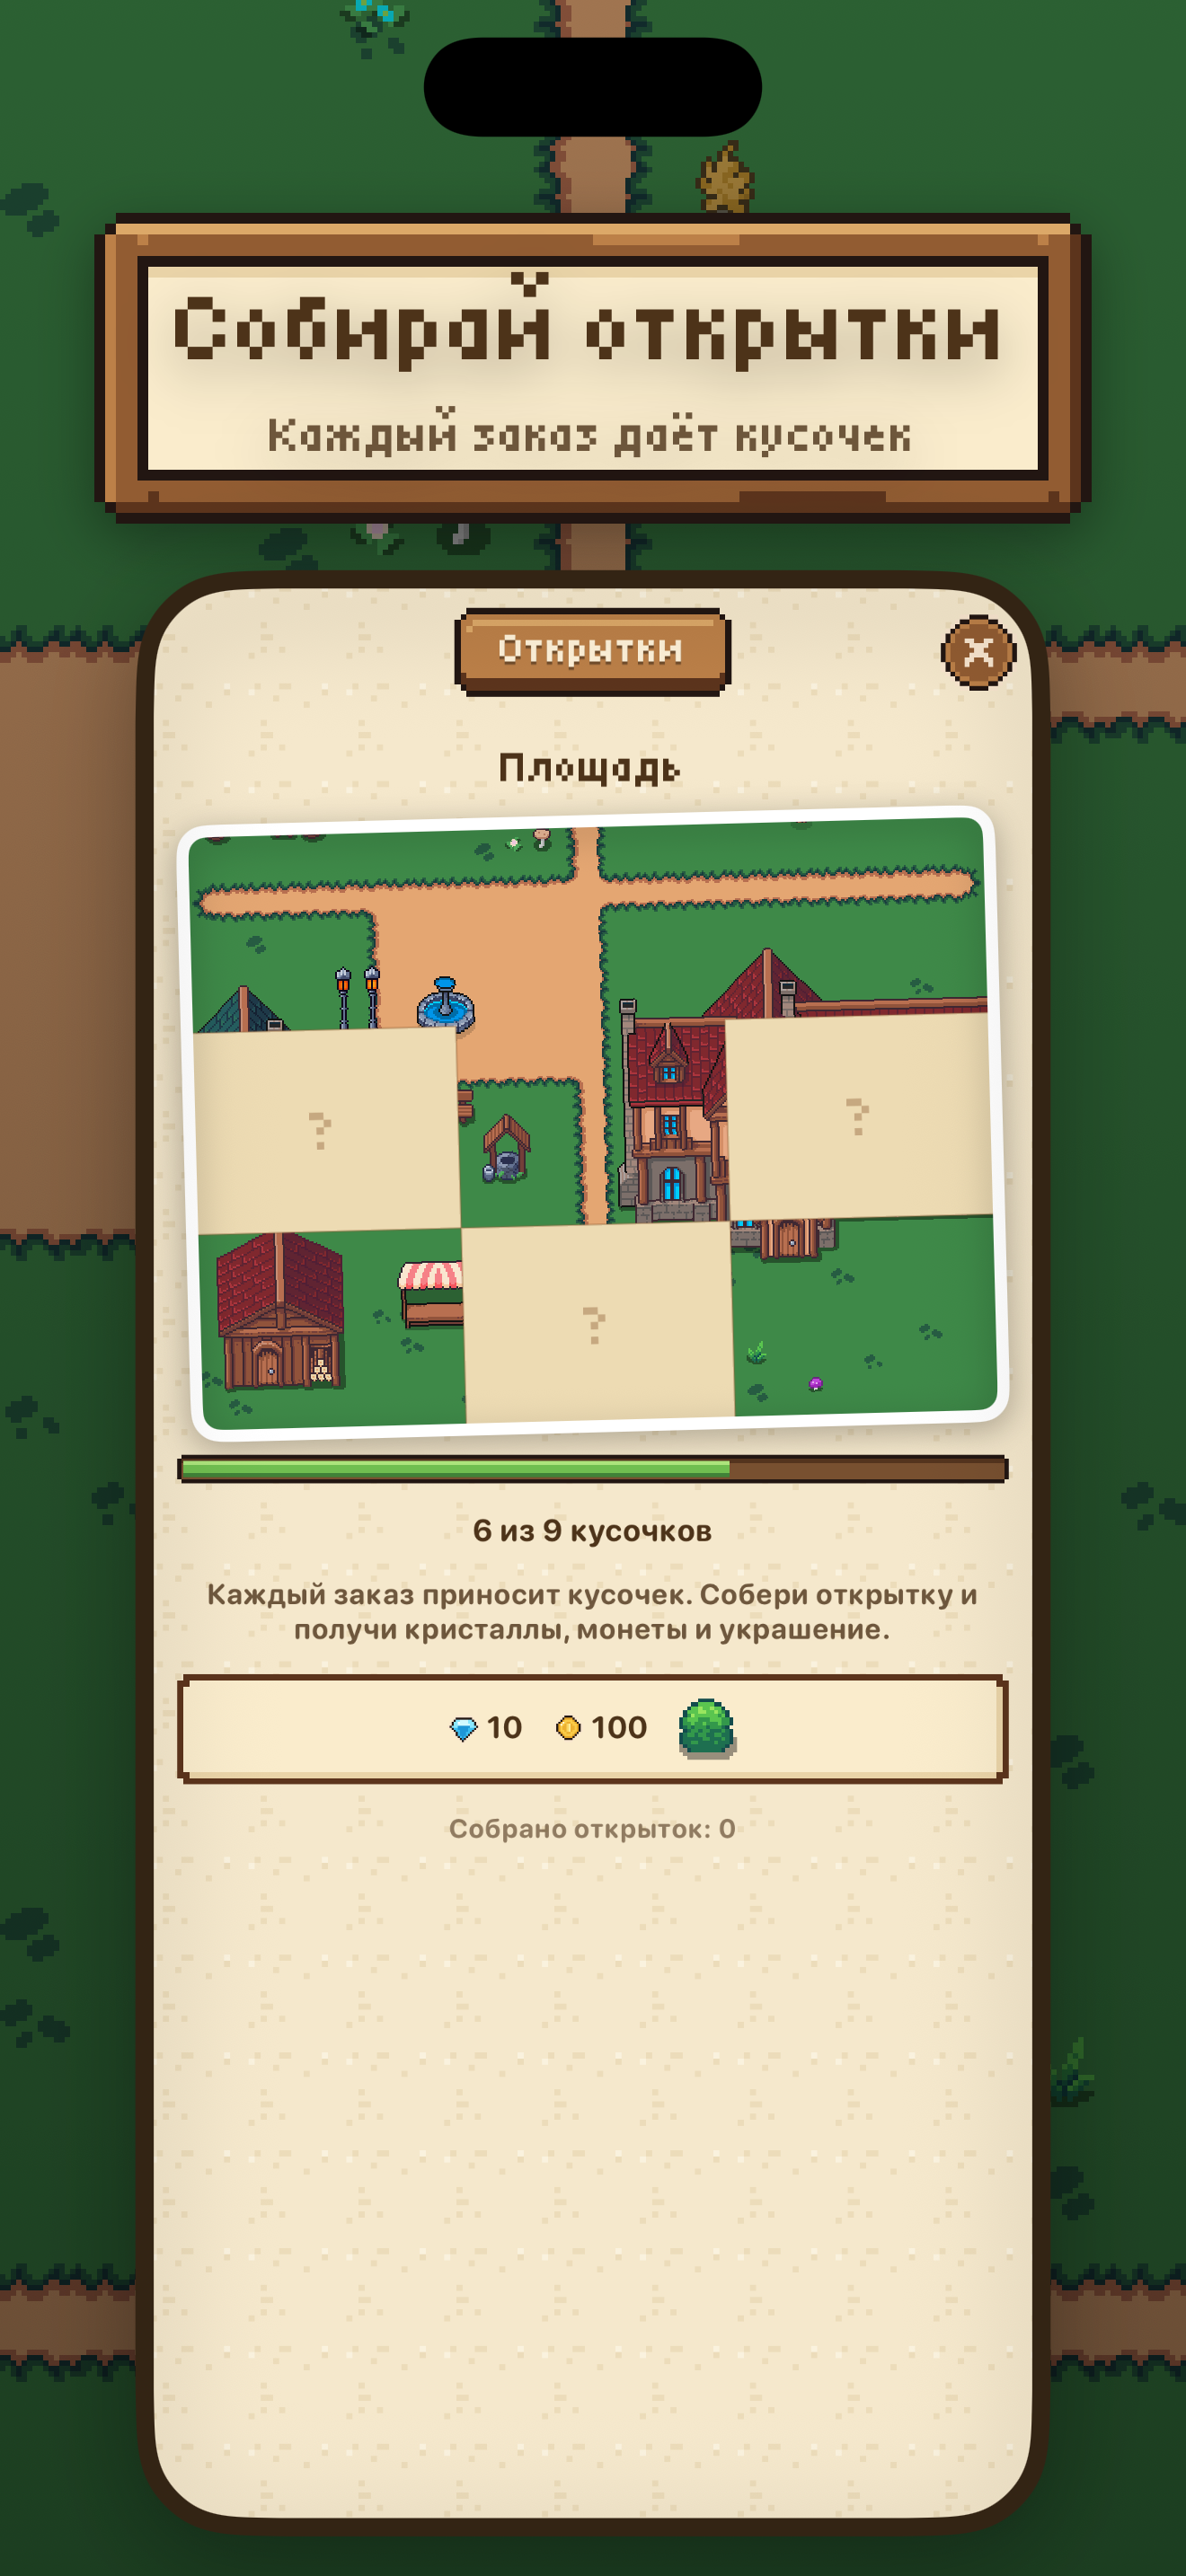 Собирай открытки
Каждый заказ даёт кусочек
Открытки
Площадь
?
?
?
6 из 9 кусочков
Каждый заказ приносит кусочек. Собери открытку и
получи кристаллы, монеты и украшение.
10 100
Собрано открыток: 0